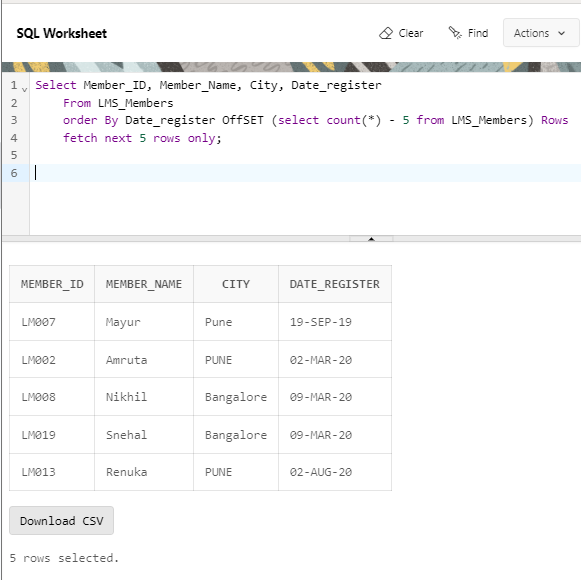 SQL Worksheet Clear Find Actions
1 Select Member_ID, Member_Name, City, Date_register
2 From LMS_Members
3 order By Date_register OffSET (select count(*) - 5 from LMS_Members) Rows
4 fetch next 5 rows only;
5
6
MEMBER_ID MEMBER_NAME CITY DATE_REGISTER
LM007 Mayur Pune 19-SEP-19
LM002 Amruta PUNE 02-MAR-20
LM008 Nikhil Bangalore 09-MAR-20
LM019 Snehal Bangalore 09-MAR-20
LM013 Renuka PUNE 02-AUG-20
Download CSV
5 rows selected.